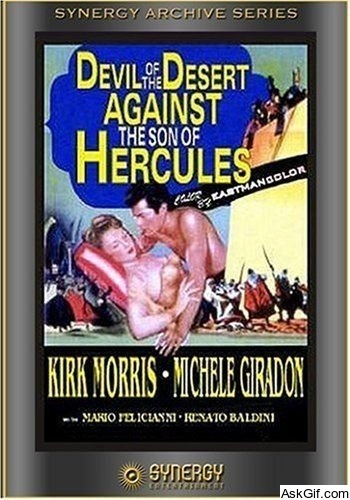 SYNERGY ARCHIVE SERIES
DEVIL OF THE DESERT
AGAINST
THE SON OF
HERCULES
COLOR BY EASTMANCOLOR
KIRK MORRIS • MICHELE GIRADON
WITH MARIO FELICIANNI • RENATO BALDINI
SYNERGY
ENTERTAINMENT
AskGif.com